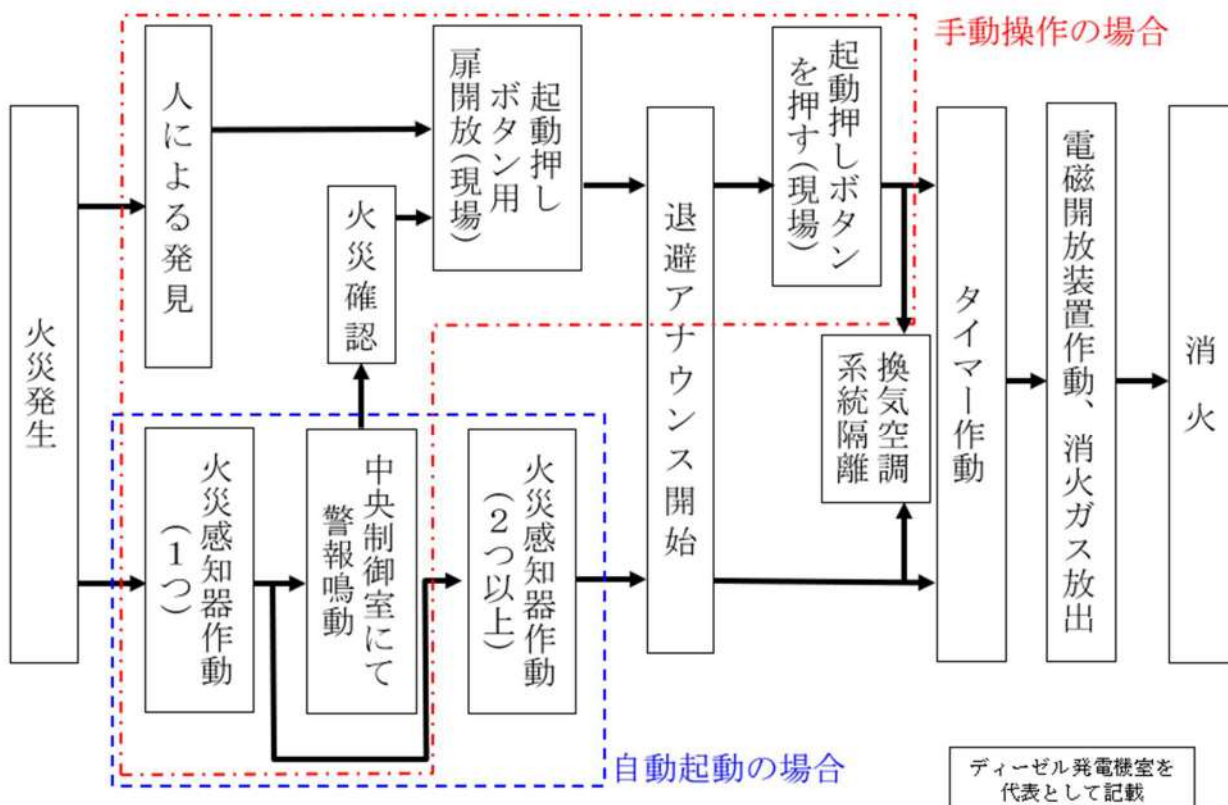 手動操作の場合
火災発生
人による発見
火災確認
起動押し
ボタン用
扉開放(現場)
退避アナウンス開始
起動押しボタン
を押す(現場)
換気空調
系統隔離
タイマー作動
電磁開放装置作動、消火ガス放出
消火
火災感知器作動
(1つ)
中央制御室にて
警報鳴動
火災感知器作動
(2つ以上)
自動起動の場合
ディーゼル発電機室を
代表として記載